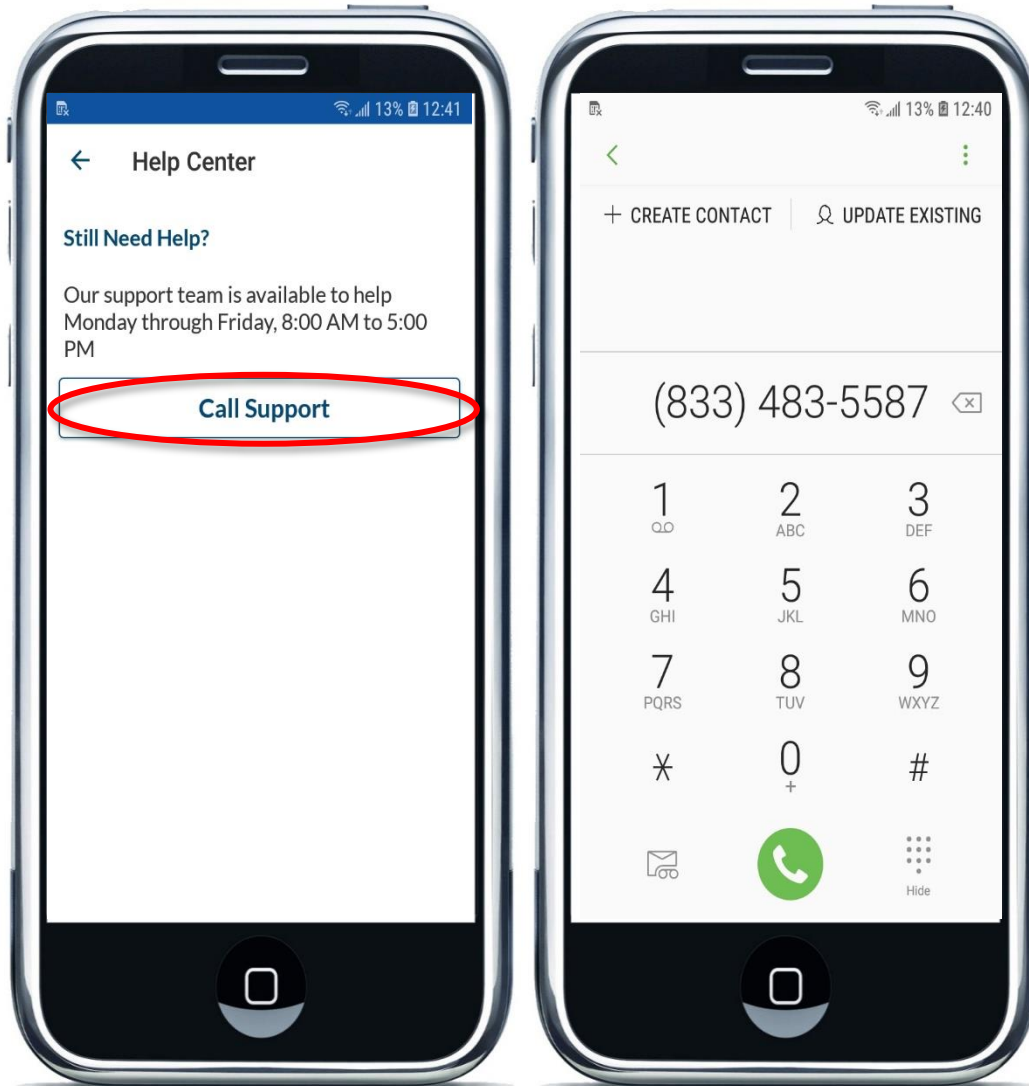 13% 12:41
Help Center
Still Need Help?
Our support team is available to help
Monday through Friday, 8:00 AM to 5:00
PM
Call Support
13% 12:40
+ CREATE CONTACT UPDATE EXISTING
(833) 483-5587
1 2 3
ABC DEF
4 5 6
GHI JKL MNO
7 8 9
PQRS TUV WXYZ
* 0 #
+
Hide